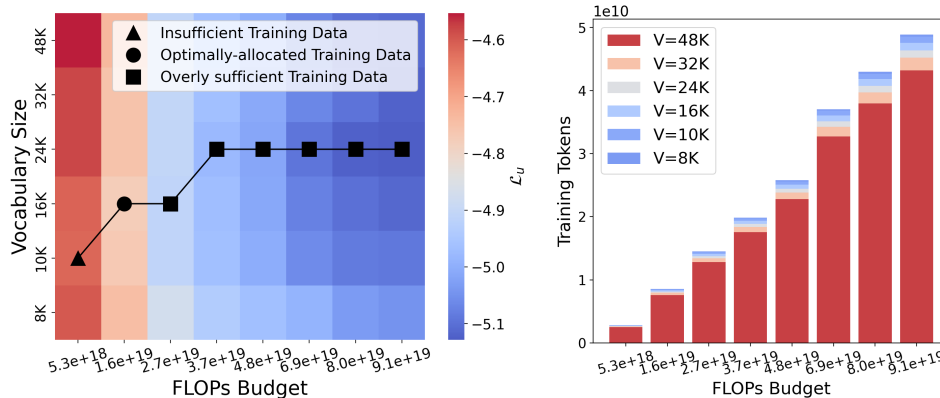 Vocabulary Size
48K
32K
24K
16K
10K
8K
Insufficient Training Data
Optimally-allocated Training Data
Overly sufficient Training Data
5.3e+18
1.6e+19
2.7e+19
3.7e+19
4.8e+19
6.9e+19
8.0e+19
9.1e+19
FLOPs Budget
−4.6
−4.7
−4.8
−4.9
−5.0
−5.1
ℒu
1e10
Training Tokens
4
3
2
1
0
V=48K
V=32K
V=24K
V=16K
V=10K
V=8K
5.3e+18
1.6e+19
2.7e+19
3.7e+19
4.8e+19
6.9e+19
8.0e+19
9.1e+19
FLOPs Budget